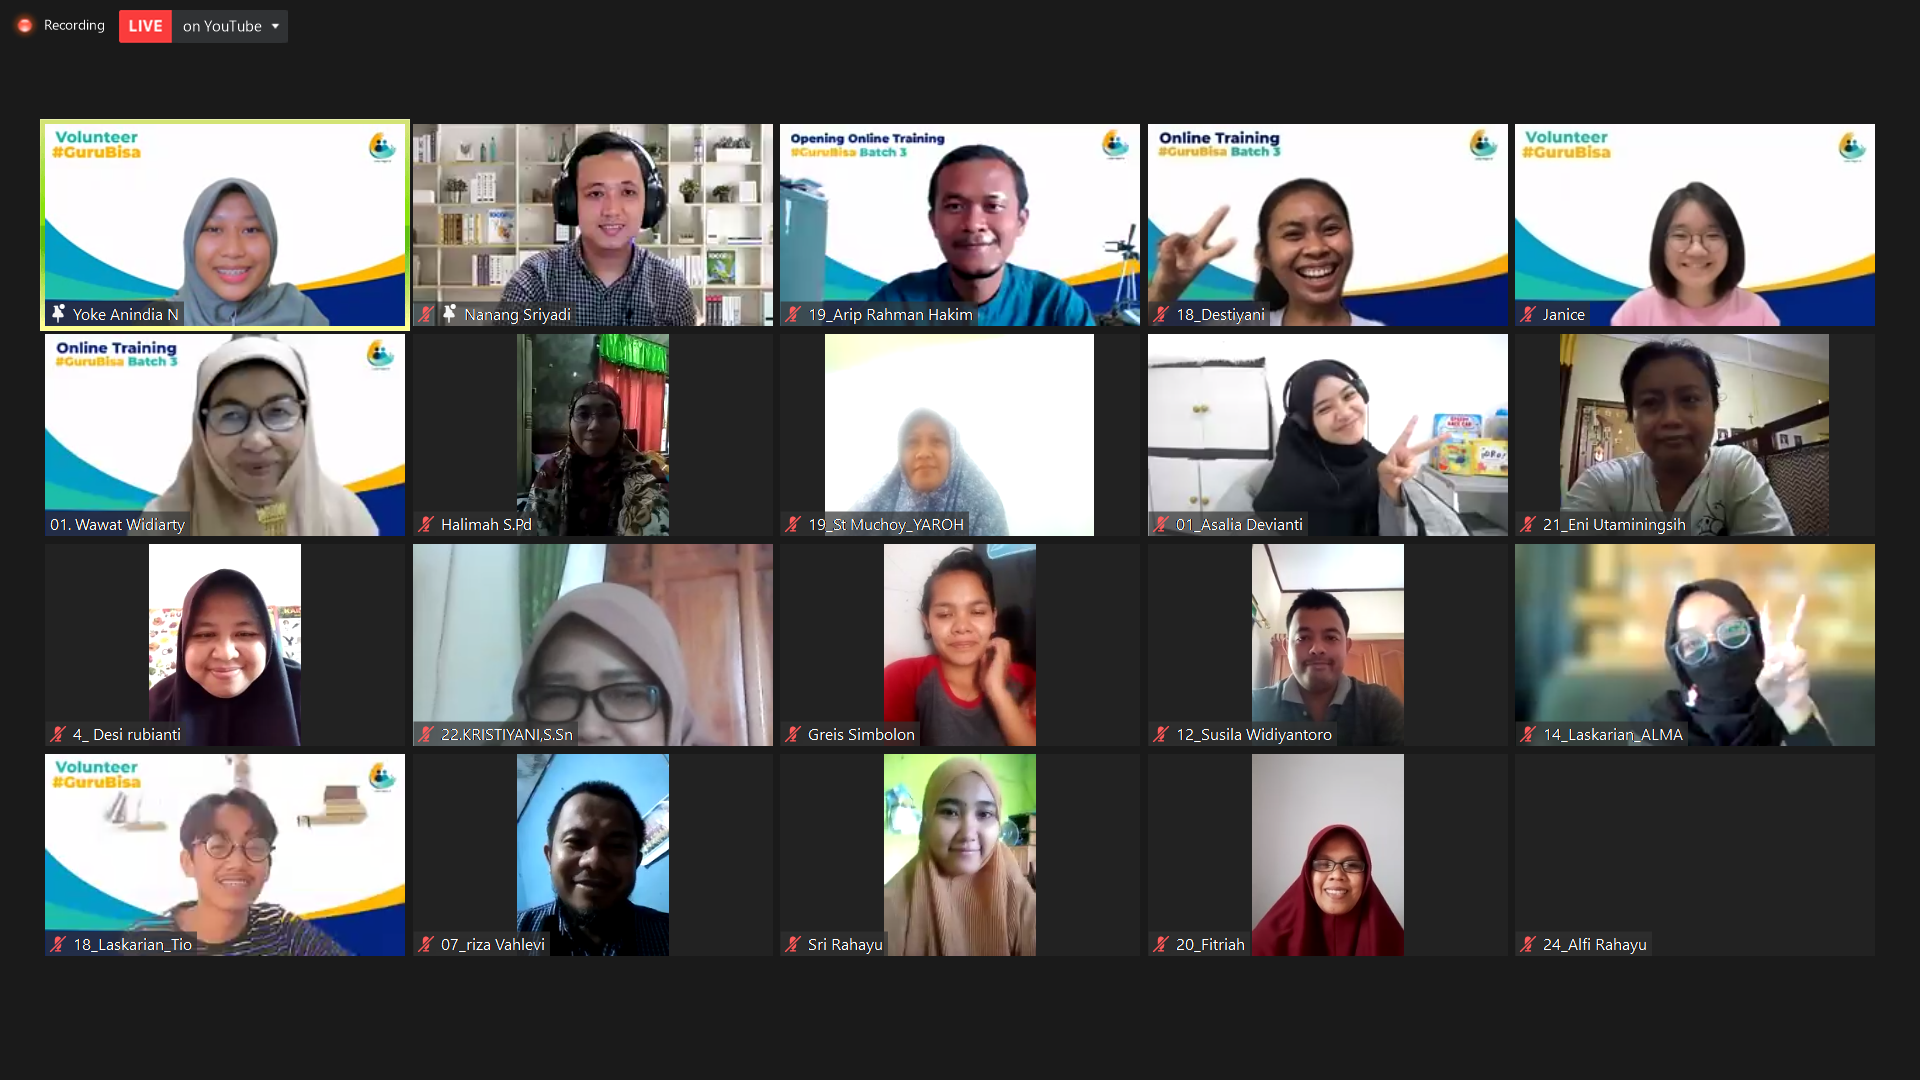 Recording
LIVE on YouTube
Volunteer
#GuruBisa
Yoke Anindia N
Nanang Sriyadi
Opening Online Training
#GuruBisa Batch 3
19_Arip Rahman Hakim
Online Training
#GuruBisa Batch 3
18_Destiyani
Volunteer
#GuruBisa
Janice
Online Training
#GuruBisa Batch 3
01. Wawat Widiarty
Halimah S.Pd
19_St Muchoy_YAROH
01_Asalia Devianti
21_Eni Utaminingsih
4_ Desi rubianti
22.KRISTIYANI,S.Sn
Greis Simbolon
12_Susila Widiyantoro
14_Laskarian_ALMA
Volunteer
#GuruBisa
18_Laskarian_Tio
07_riza Vahlevi
Sri Rahayu
20_Fitriah
24_Alfi Rahayu